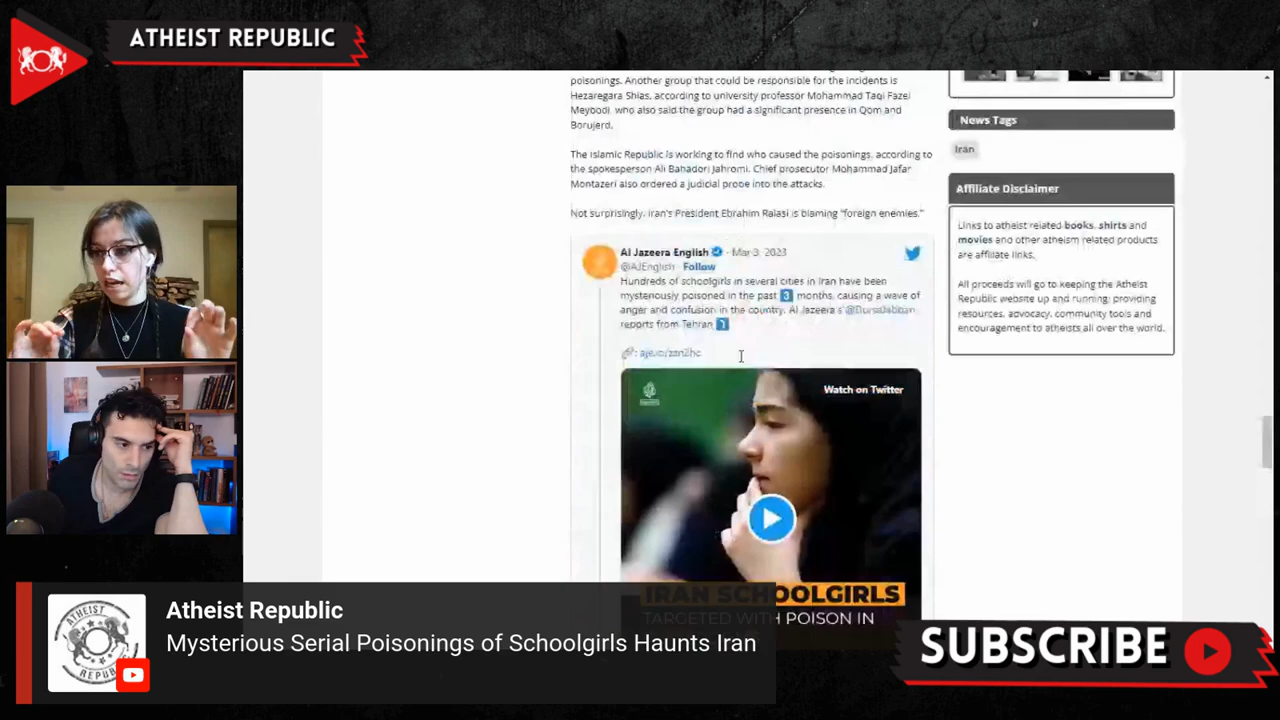 ATHEIST REPUBLIC
poisonings. Another group that could be responsible for the incidents is
Hezaregara Shias, according to university professor Mohammad Taqi Fazel
Meybodi, who also said the group had a significant presence in Qom and
Borujerd.
The Islamic Republic is working to find who caused the poisonings, according to
the spokesperson Ali Bahadori Jahromi. Chief prosecutor Mohammad Jafar
Montazeri also ordered a judicial probe into the attacks.
Not surprisingly, Iran's President Ebrahim Raiasi is blaming "foreign enemies."
Al Jazeera English · Mar 3, 2023
@AJEnglish · Follow
Hundreds of schoolgirls in several cities in Iran have been
mysteriously poisoned in the past 3 months, causing a wave of
anger and confusion in the country. Al Jazeera's @DorsaJabbari
reports from Tehran
Watch on Twitter
IRAN SCHOOLGIRLS
TARGETED WITH POISON IN
News Tags
Iran
Affiliate Disclaimer
Links to atheist related books, shirts and
movies and other atheism related products
are affiliate links.
All proceeds will go to keeping the Atheist
Republic website up and running; providing
resources, advocacy, community tools and
encouragement to atheists all over the world.
ATHEIST
REPUB
Atheist Republic
Mysterious Serial Poisonings of Schoolgirls Haunts Iran
SUBSCRIBE